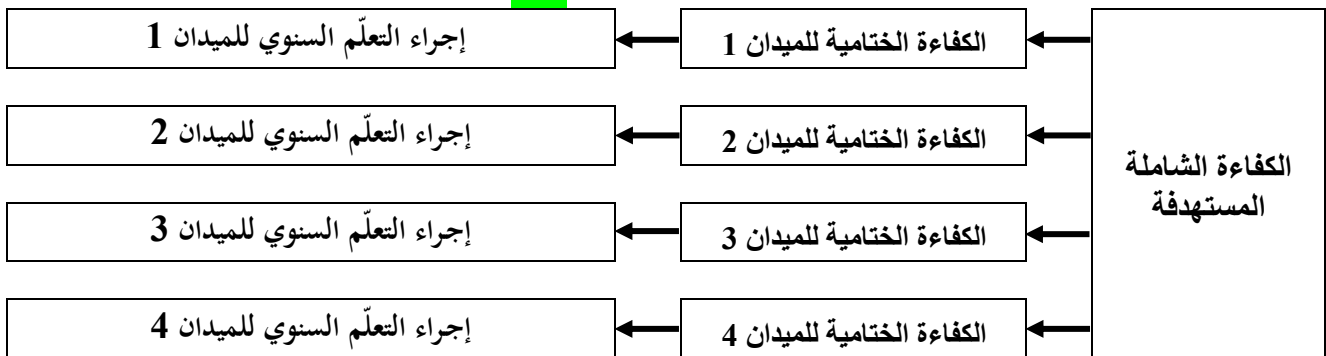 الكفاءة الشاملة
المستهدفة
الكفاءة الختامية للميدان 1
إجراء التعلّم السنوي للميدان 1
الكفاءة الختامية للميدان 2
إجراء التعلّم السنوي للميدان 2
الكفاءة الختامية للميدان 3
إجراء التعلّم السنوي للميدان 3
الكفاءة الختامية للميدان 4
إجراء التعلّم السنوي للميدان 4